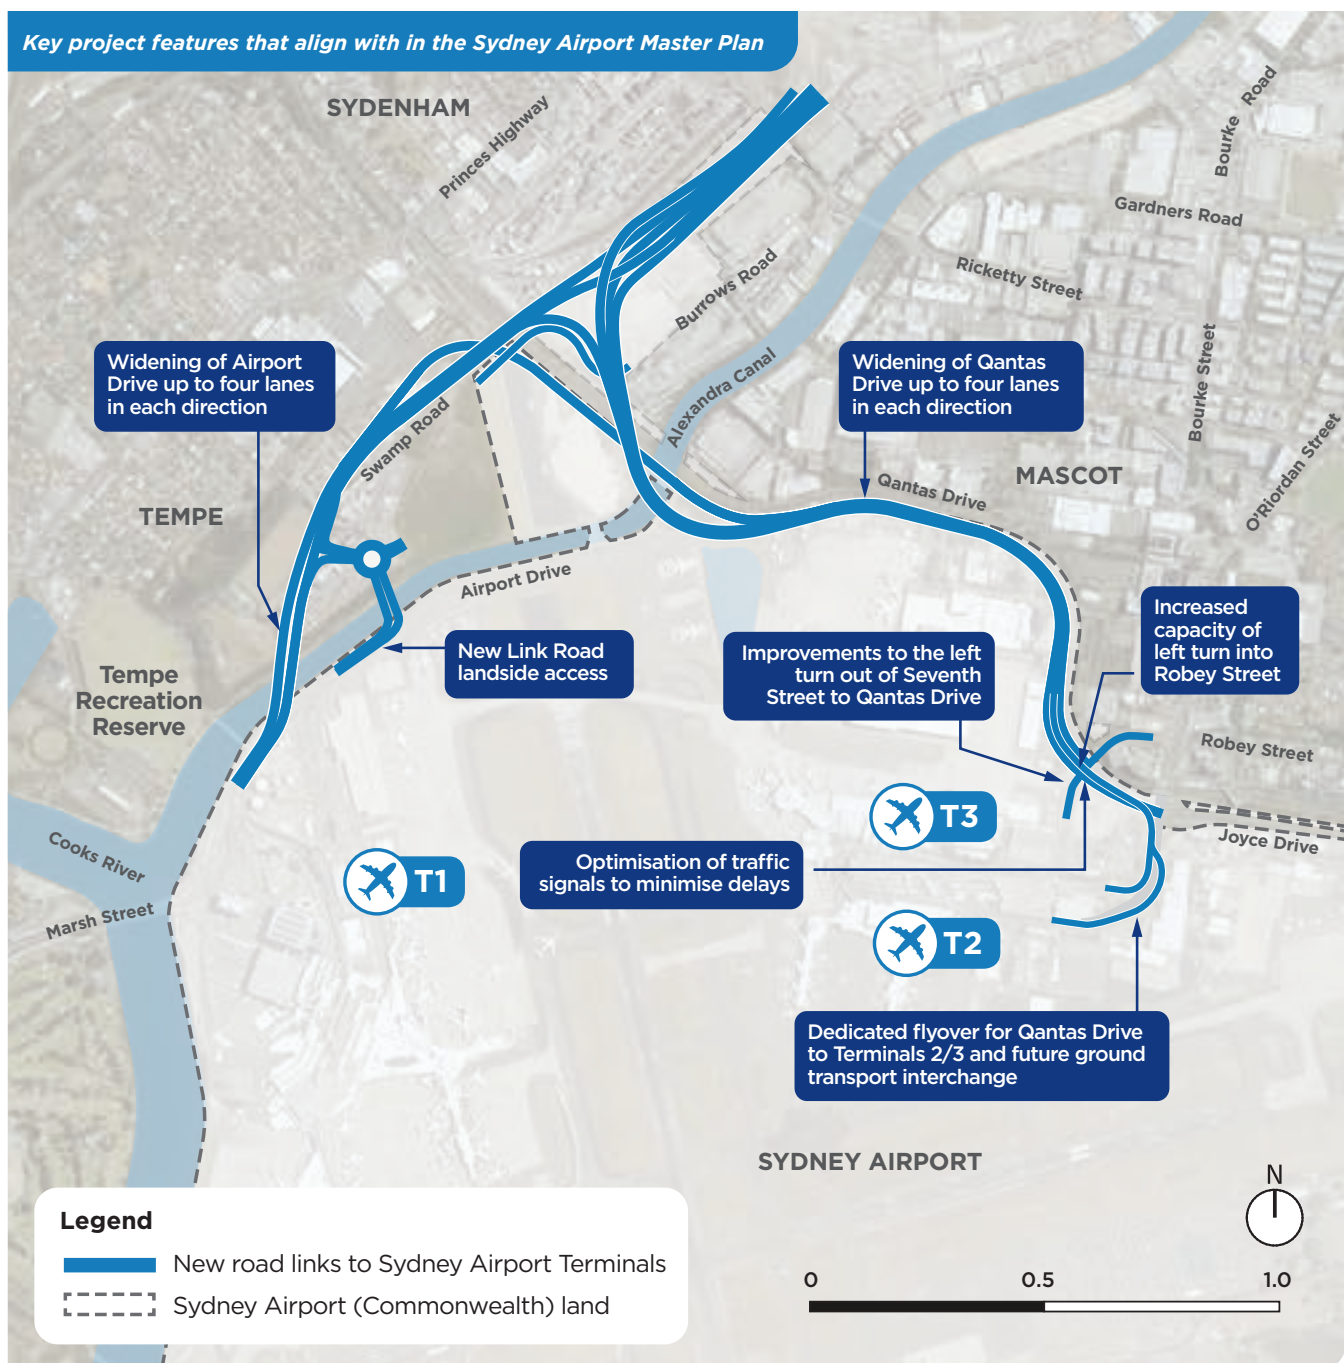 Key project features that align with in the Sydney Airport Master Plan
SYDENHAM
Princes Highway
Bourke Road
Gardners Road
Ricketty Street
Burrows Road
Bourke Street
O'Riordan Street
Alexandra Canal
Widening of Airport
Drive up to four lanes
in each direction
Widening of Qantas
Drive up to four lanes
in each direction
Swamp Road
MASCOT
Qantas Drive
TEMPE
Airport Drive
Increased
capacity of
left turn into
Robey Street
New Link Road
landside access
Improvements to the left
turn out of Seventh
Street to Qantas Drive
Tempe
Recreation
Reserve
Robey Street
T3
Joyce Drive
Cooks River
Optimisation of traffic
signals to minimise delays
T1
Marsh Street
T2
Dedicated flyover for Qantas Drive
to Terminals 2/3 and future ground
transport interchange
SYDNEY AIRPORT
N
Legend
New road links to Sydney Airport Terminals
Sydney Airport (Commonwealth) land
0 0.5 1.0